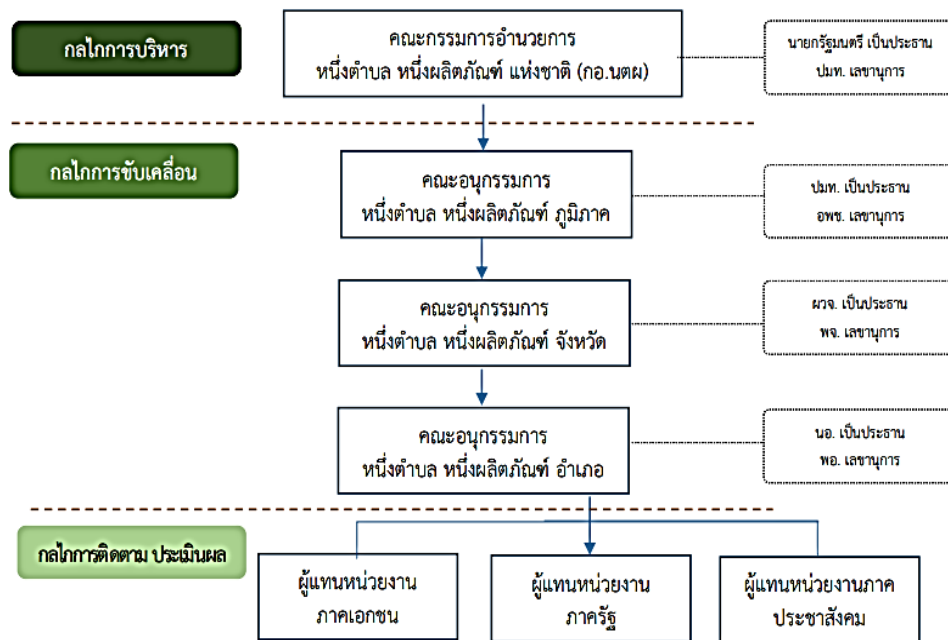 กลไกการบริหาร
คณะกรรมการอำนวยการ
หนึ่งตำบล หนึ่งผลิตภัณฑ์ แห่งชาติ (กอ.นตผ)
นายกรัฐมนตรี เป็นประธาน
ปมท. เลขานุการ
กลไกการขับเคลื่อน
คณะอนุกรรมการ
หนึ่งตำบล หนึ่งผลิตภัณฑ์ ภูมิภาค
ปมท. เป็นประธาน
อพช. เลขานุการ
คณะอนุกรรมการ
หนึ่งตำบล หนึ่งผลิตภัณฑ์ จังหวัด
ผวจ. เป็นประธาน
พจ. เลขานุการ
คณะอนุกรรมการ
หนึ่งตำบล หนึ่งผลิตภัณฑ์ อำเภอ
นอ. เป็นประธาน
พอ. เลขานุการ
กลไกการติดตาม ประเมินผล
ผู้แทนหน่วยงาน
ภาคเอกชน
ผู้แทนหน่วยงาน
ภาครัฐ
ผู้แทนหน่วยงานภาค
ประชาสังคม